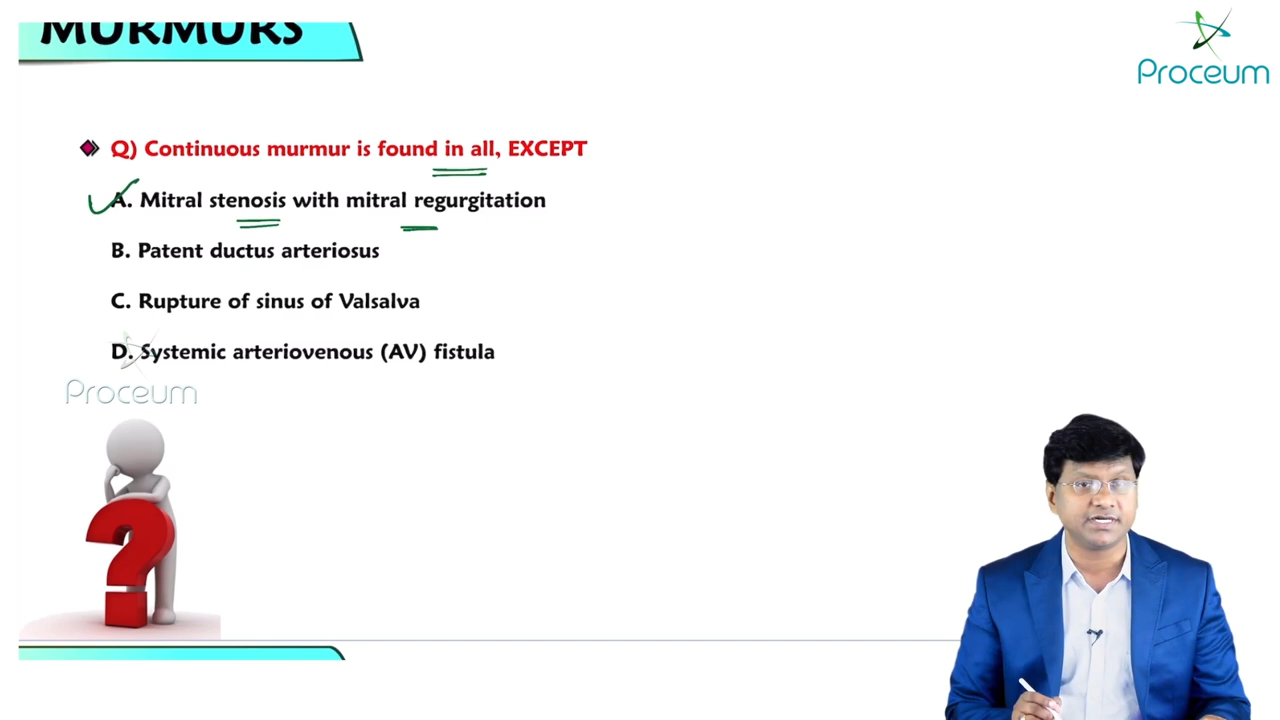 MURMURS
Proceum
Q) Continuous murmur is found in all, EXCEPT
A. Mitral stenosis with mitral regurgitation
B. Patent ductus arteriosus
C. Rupture of sinus of Valsalva
D. Systemic arteriovenous (AV) fistula
Proceum